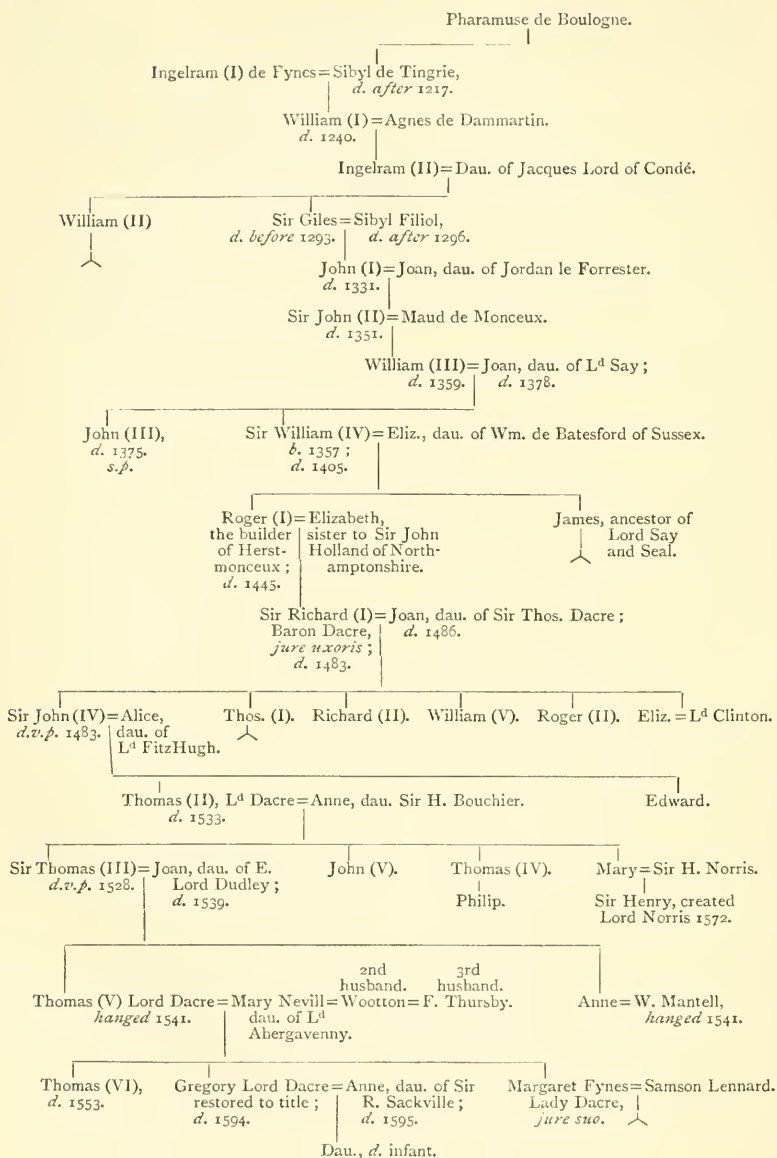 Pharamuse de Boulogne.
Ingelram (I) de Fynes = Sibyl de Tingrie,
d. after 1217.
William (I) = Agnes de Dammartin.
d. 1240.
Ingelram (II) = Dau. of Jacques Lord of Condé.
William (II) Sir Giles = Sibyl Filiol,
d. before 1293. d. after 1296.
John (I) = Joan, dau. of Jordan le Forrester.
d. 1331.
Sir John (II) = Maud de Monceux.
d. 1351.
William (III) = Joan, dau. of Ld Say ;
d. 1359. d. 1378.
John (III), Sir William (IV) = Eliz., dau. of Wm. de Batesford of Sussex.
d. 1375. b. 1357 ;
s.p. d. 1405.
Roger (I) = Elizabeth, James, ancestor of
the builder sister to Sir John Lord Say
of Herst- Holland of North- and Seal.
monceux ; amptonshire.
d. 1445.
Sir Richard (I) = Joan, dau. of Sir Thos. Dacre ;
Baron Dacre, d. 1486.
jure uxoris ;
d. 1483.
Sir John (IV) = Alice, Thos. (I). Richard (II). William (V). Roger (II). Eliz. = Ld Clinton.
d.v.p. 1483. dau. of
Ld FitzHugh.
Thomas (II), Ld Dacre = Anne, dau. Sir H. Bouchier. Edward.
d. 1533.
Sir Thomas (III) = Joan, dau. of E. John (V). Thomas (IV). Mary = Sir H. Norris.
d.v.p. 1528. Lord Dudley ; Philip. Sir Henry, created
d. 1539. Lord Norris 1572.
2nd 3rd
husband. husband.
Thomas (V) Lord Dacre = Mary Nevill = Wootton = F. Thursby. Anne = W. Mantell,
hanged 1541. dau. of Ld hanged 1541.
Abergavenny.
Thomas (VI), Gregory Lord Dacre = Anne, dau. of Sir Margaret Fynes = Samson Lennard.
d. 1553. restored to title ; R. Sackville ; Lady Dacre,
d. 1594. d. 1595. jure suo.
Dau., d. infant.